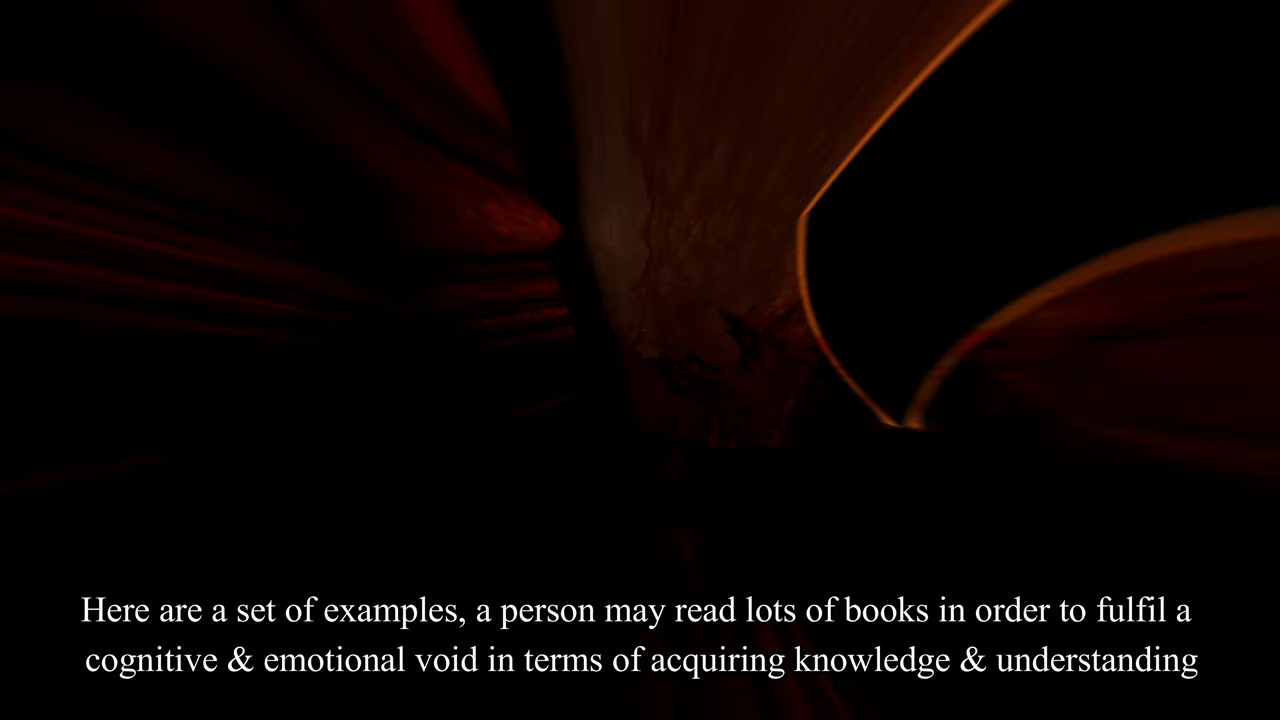 Here are a set of examples, a person may read lots of books in order to fulfil a
cognitive & emotional void in terms of acquiring knowledge & understanding